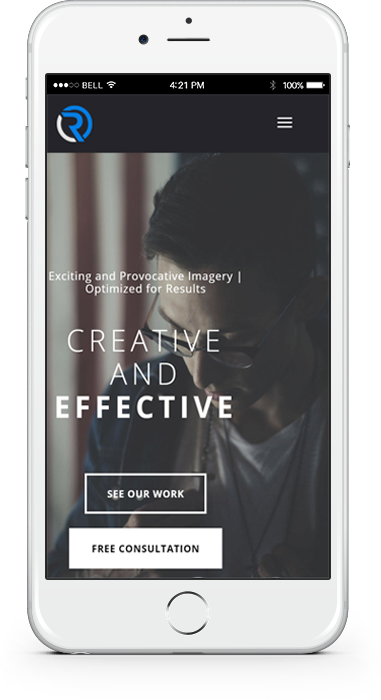 BELL
4:21 PM
100%
Exciting and Provocative Imagery |
Optimized for Results
CREATIVE
AND
EFFECTIVE
SEE OUR WORK
FREE CONSULTATION